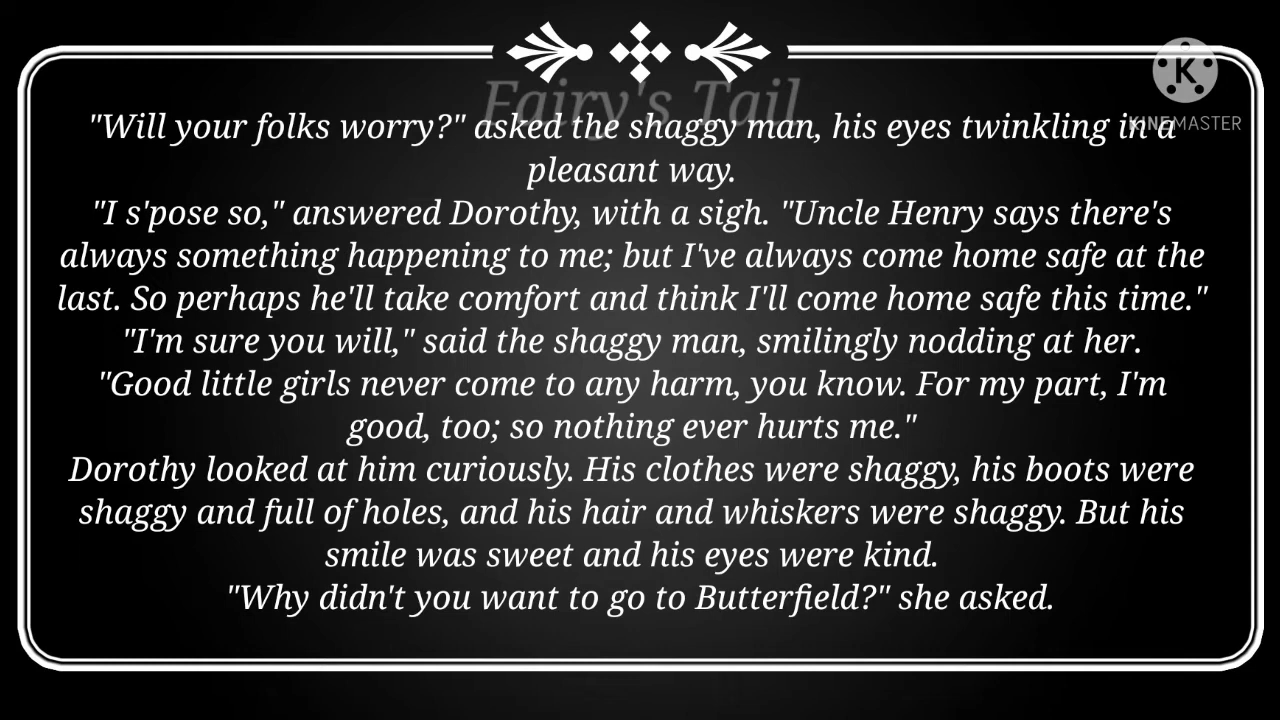 Fairy's Tail
"Will your folks worry?" asked the shaggy man, his eyes twinkling in a
pleasant way.
"I s'pose so," answered Dorothy, with a sigh. "Uncle Henry says there's
always something happening to me; but I've always come home safe at the
last. So perhaps he'll take comfort and think I'll come home safe this time."
"I'm sure you will," said the shaggy man, smilingly nodding at her.
"Good little girls never come to any harm, you know. For my part, I'm
good, too; so nothing ever hurts me."
Dorothy looked at him curiously. His clothes were shaggy, his boots were
shaggy and full of holes, and his hair and whiskers were shaggy. But his
smile was sweet and his eyes were kind.
"Why didn't you want to go to Butterfield?" she asked.
K
KINEMASTER